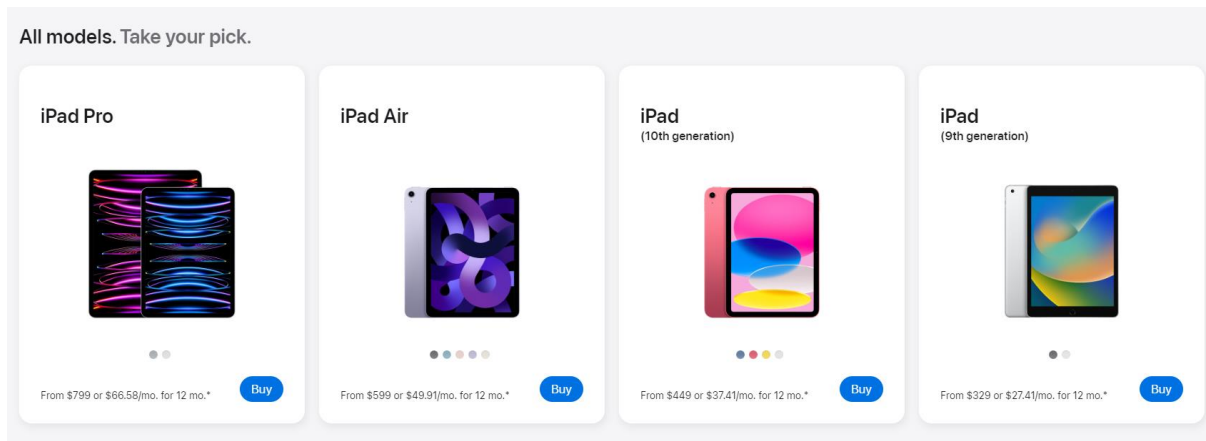 All models. Take your pick.
iPad Pro
From $799 or $66.58/mo. for 12 mo.*
Buy
iPad Air
From $599 or $49.91/mo. for 12 mo.*
Buy
iPad
(10th generation)
From $449 or $37.41/mo. for 12 mo.*
Buy
iPad
(9th generation)
From $329 or $27.41/mo. for 12 mo.*
Buy